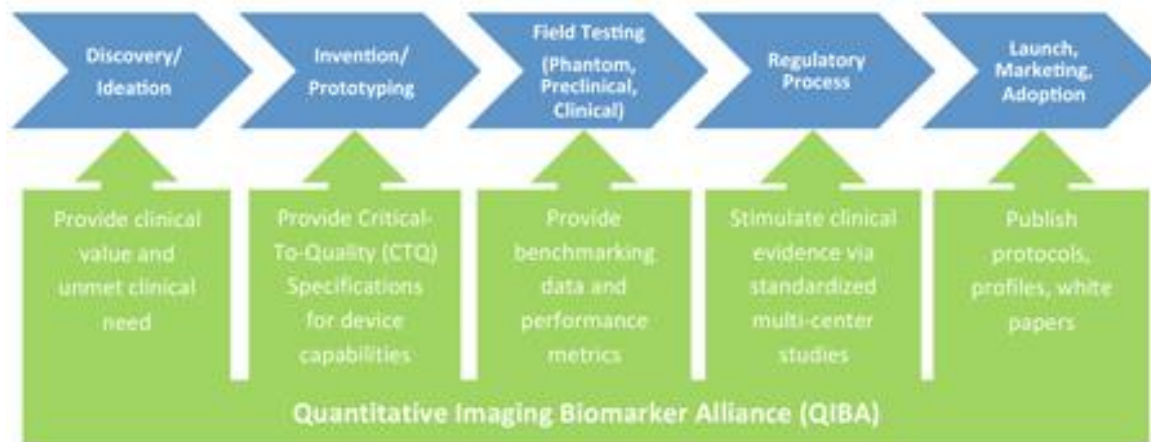 Discovery/
Ideation
Invention/
Prototyping
Field Testing
(Phantom,
Preclinical,
Clinical)
Regulatory
Process
Launch,
Marketing,
Adoption
Provide clinical
value and
unmet clinical
need
Provide Critical-
To-Quality (CTQ)
Specifications
for device
capabilities
Provide
benchmarking
data and
performance
metrics
Stimulate clinical
evidence via
standardized
multi-center
studies
Publish
protocols,
profiles, white
papers
Quantitative Imaging Biomarker Alliance (QIBA)